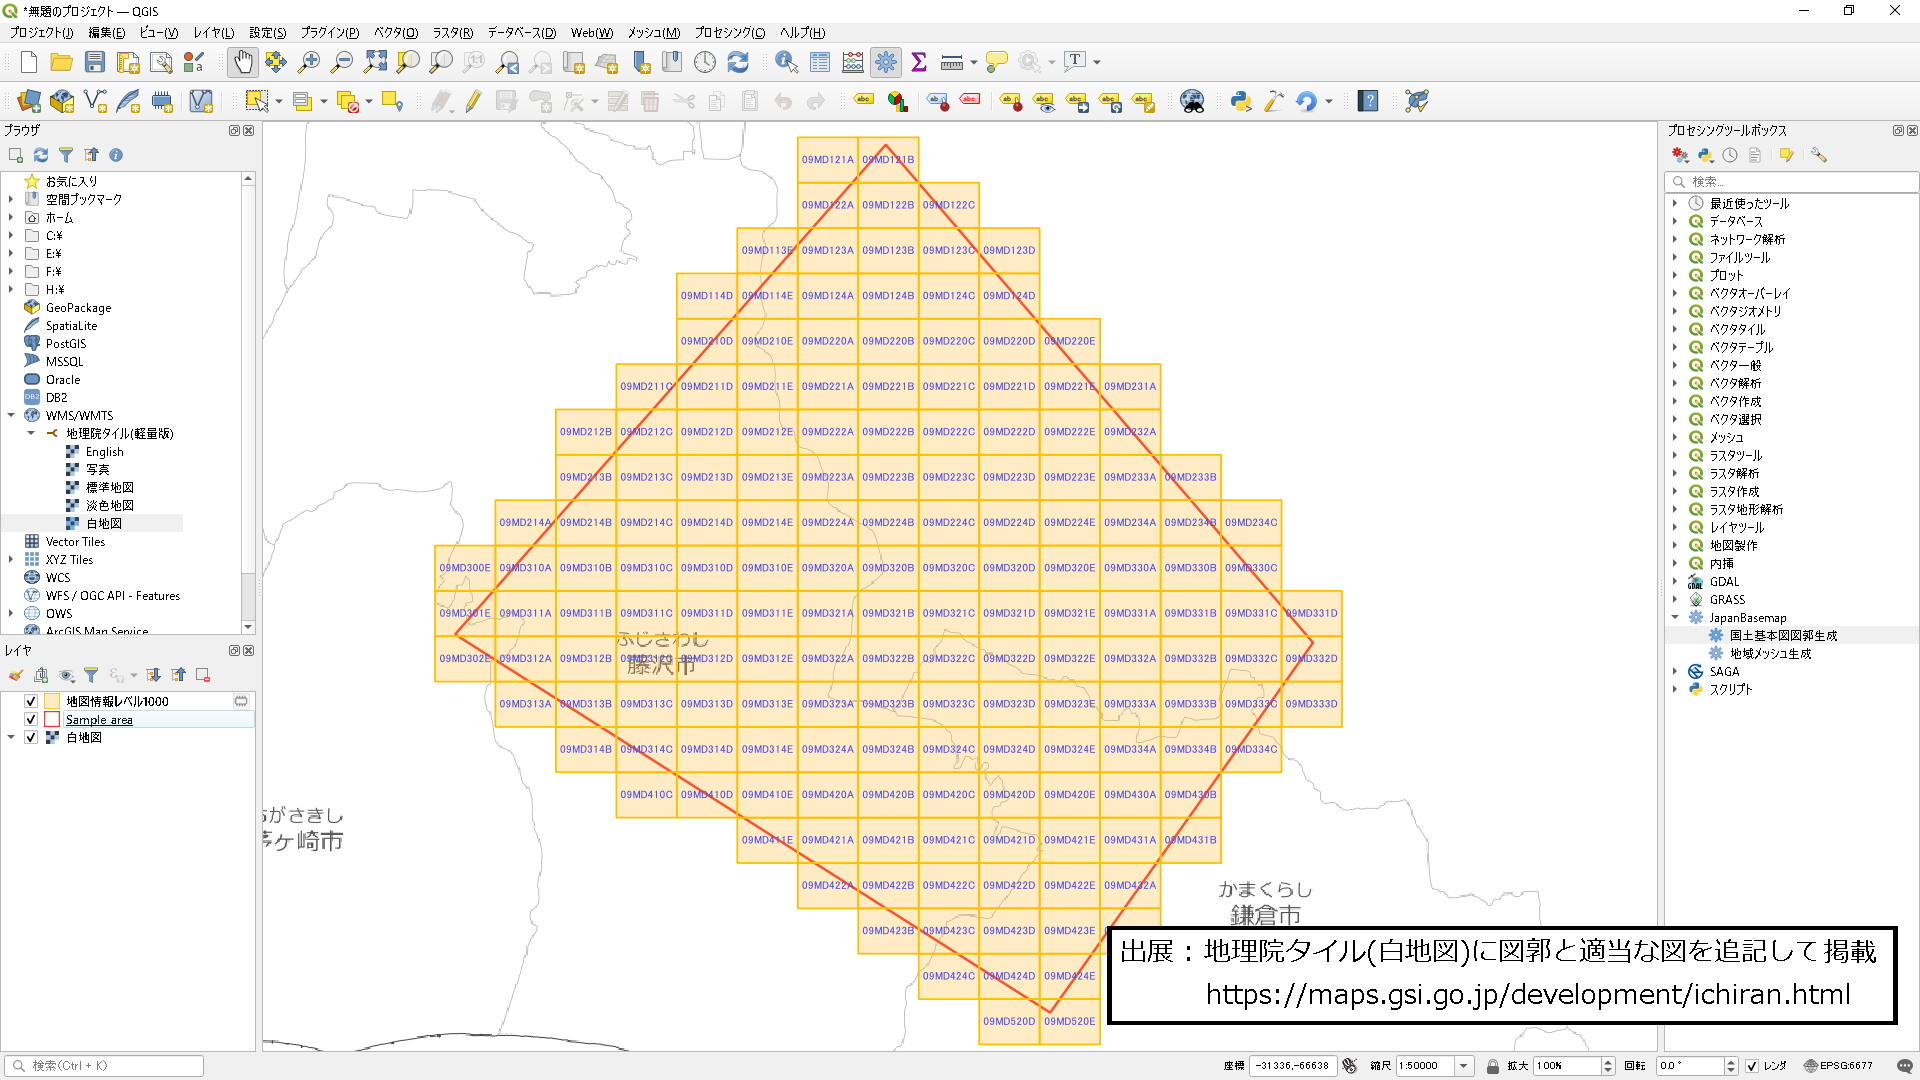 *無題のプロジェクト — QGIS
プロジェクト(J) 編集(E) ビュー(V) レイヤ(L) 設定(S) プラグイン(P) ベクタ(O) ラスタ(R) データベース(D) Web(W) メッシュ(M) プロセシング(C) ヘルプ(H)
ブラウザ
お気に入り
空間ブックマーク
ホーム
C:¥
E:¥
F:¥
H:¥
GeoPackage
SpatiaLite
PostGIS
MSSQL
Oracle
DB2
WMS/WMTS
地理院タイル(軽量版)
English
写真
標準地図
淡色地図
白地図
Vector Tiles
XYZ Tiles
WCS
WFS / OGC API - Features
OWS
ArcGIS Map Service
レイヤ
地図情報レベル1000
Sample area
白地図
09MD121A 09MD121B
09MD122A 09MD122B 09MD122C
09MD113E 09MD123A 09MD123B 09MD123C 09MD123D
09MD114D 09MD114E 09MD124A 09MD124B 09MD124C 09MD124D
09MD210D 09MD210E 09MD220A 09MD220B 09MD220C 09MD220D 09MD220E
09MD211C 09MD211D 09MD211E 09MD221A 09MD221B 09MD221C 09MD221D 09MD221E 09MD231A
09MD212B 09MD212C 09MD212D 09MD212E 09MD222A 09MD222B 09MD222C 09MD222D 09MD222E 09MD232A
09MD213B 09MD213C 09MD213D 09MD213E 09MD223A 09MD223B 09MD223C 09MD223D 09MD223E 09MD233A 09MD233B
09MD214A 09MD214B 09MD214C 09MD214D 09MD214E 09MD224A 09MD224B 09MD224C 09MD224D 09MD224E 09MD234A 09MD234B 09MD234C
09MD300E 09MD310A 09MD310B 09MD310C 09MD310D 09MD310E 09MD320A 09MD320B 09MD320C 09MD320D 09MD320E 09MD330A 09MD330B 09MD330C
09MD301E 09MD311A 09MD311B 09MD311C 09MD311D 09MD311E 09MD321A 09MD321B 09MD321C 09MD321D 09MD321E 09MD331A 09MD331B 09MD331C 09MD331D
ふじさわし
藤沢市
09MD302E 09MD312A 09MD312B 09MD312C 09MD312D 09MD312E 09MD322A 09MD322B 09MD322C 09MD322D 09MD322E 09MD332A 09MD332B 09MD332C 09MD332D
09MD313A 09MD313B 09MD313C 09MD313D 09MD313E 09MD323A 09MD323B 09MD323C 09MD323D 09MD323E 09MD333A 09MD333B 09MD333C 09MD333D
09MD314B 09MD314C 09MD314D 09MD314E 09MD324A 09MD324B 09MD324C 09MD324D 09MD324E 09MD334A 09MD334B 09MD334C
09MD410C 09MD410D 09MD410E 09MD420A 09MD420B 09MD420C 09MD420D 09MD420E 09MD430A 09MD430B
09MD411E 09MD421A 09MD421B 09MD421C 09MD421D 09MD421E 09MD431A 09MD431B
09MD422A 09MD422B 09MD422C 09MD422D 09MD422E 09MD432A
09MD423B 09MD423C 09MD423D 09MD423E
09MD424C 09MD424D 09MD424E
09MD520D 09MD520E
ちがさきし
茅ヶ崎市
かまくらし
鎌倉市
出展：地理院タイル(白地図)に図郭と適当な図を追記して掲載
https://maps.gsi.go.jp/development/ichiran.html
プロセシングツールボックス
検索...
最近使ったツール
データベース
ネットワーク解析
ファイルツール
プロット
ベクタオーバーレイ
ベクタジオメトリ
ベクタタイル
ベクタテーブル
ベクター般
ベクタ解析
ベクタ作成
ベクタ選択
メッシュ
ラスタツール
ラスタ解析
ラスタ作成
ラスタ地形解析
レイヤツール
地図製作
内挿
GDAL
GRASS
JapanBasemap
国土基本図図郭生成
地域メッシュ生成
SAGA
スクリプト
検索(Ctrl + K)
座標 -31336,-66638 縮尺 1:50000 拡大 100% 回転 0.0 ° レンダ EPSG:6677